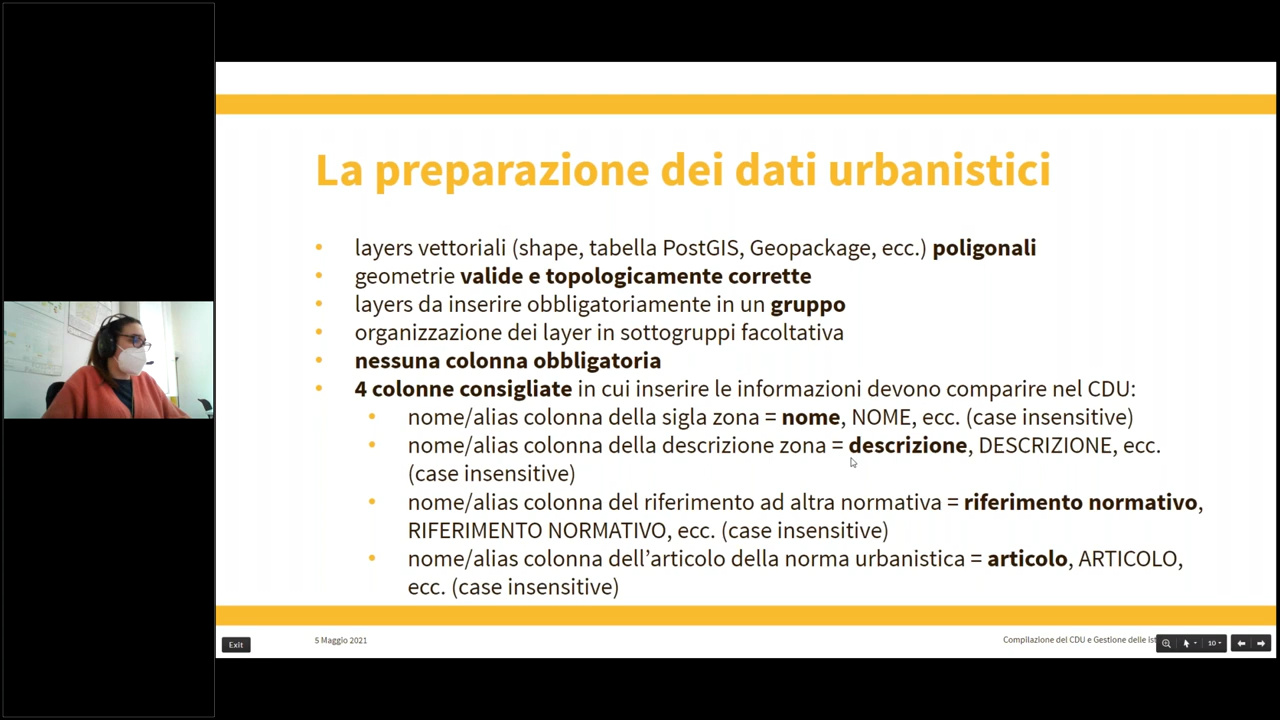 La preparazione dei dati urbanistici
• layers vettoriali (shape, tabella PostGIS, Geopackage, ecc.) poligonali
• geometrie valide e topologicamente corrette
• layers da inserire obbligatoriamente in un gruppo
• organizzazione dei layer in sottogruppi facoltativa
• nessuna colonna obbligatoria
• 4 colonne consigliate in cui inserire le informazioni devono comparire nel CDU:
• nome/alias colonna della sigla zona = nome, NOME, ecc. (case insensitive)
• nome/alias colonna della descrizione zona = descrizione, DESCRIZIONE, ecc.
(case insensitive)
• nome/alias colonna del riferimento ad altra normativa = riferimento normativo,
RIFERIMENTO NORMATIVO, ecc. (case insensitive)
• nome/alias colonna dell’articolo della norma urbanistica = articolo, ARTICOLO,
ecc. (case insensitive)
Exit
5 Maggio 2021
Compilazione del CDU e Gestione delle
10